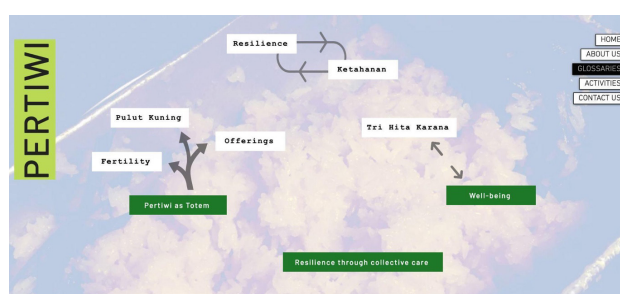 PERTIWI
HOME
ABOUT US
GLOSSARIES
ACTIVITIES
CONTACT US
Resilience
Ketahanan
Pulut Kuning
Offerings
Fertility
Pertiwi as Totem
Tri Hita Karana
Well-being
Resilience through collective care